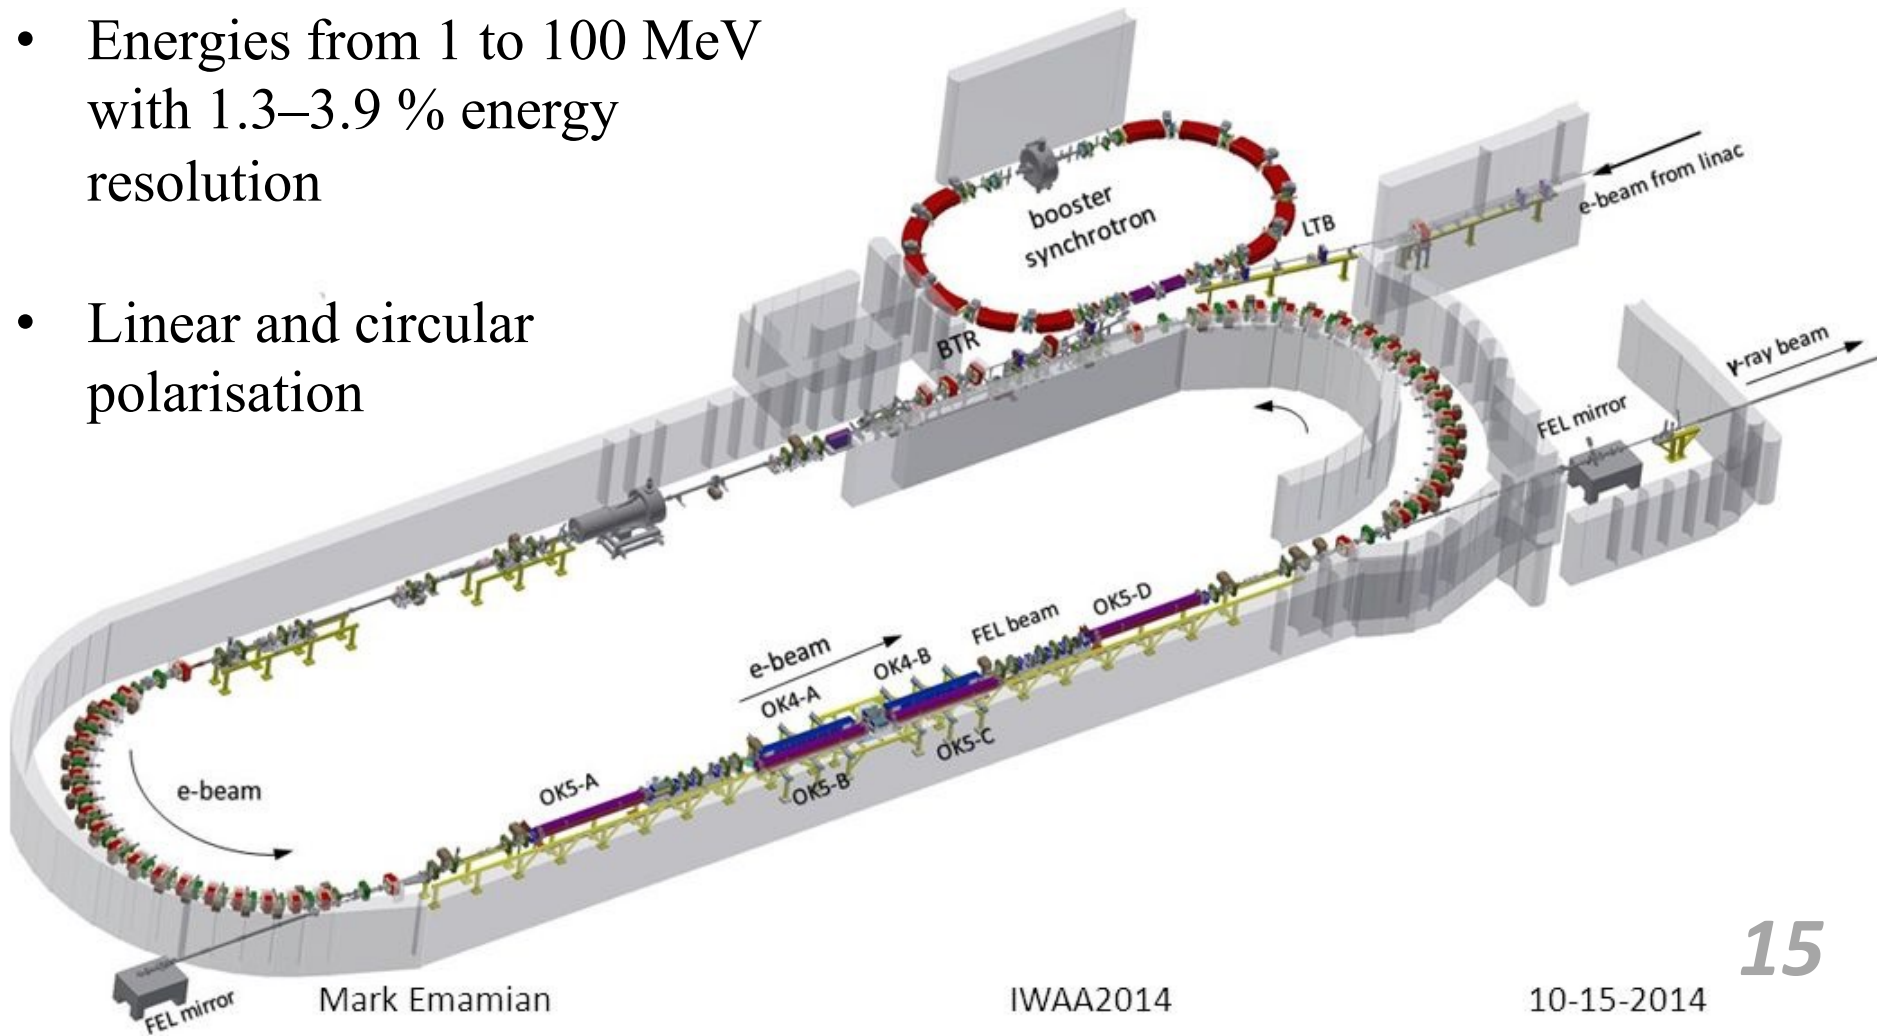 • Energies from 1 to 100 MeV
with 1.3–3.9 % energy
resolution
• Linear and circular
polarisation
booster
synchrotron
LTB
e-beam from linac
BTR
γ-ray beam
FEL mirror
e-beam
OK4-A
OK4-B
FEL beam
OK5-D
OK5-A
OK5-B
OK5-C
e-beam
FEL mirror
Mark Emamian
IWAA2014
10-15-2014
15